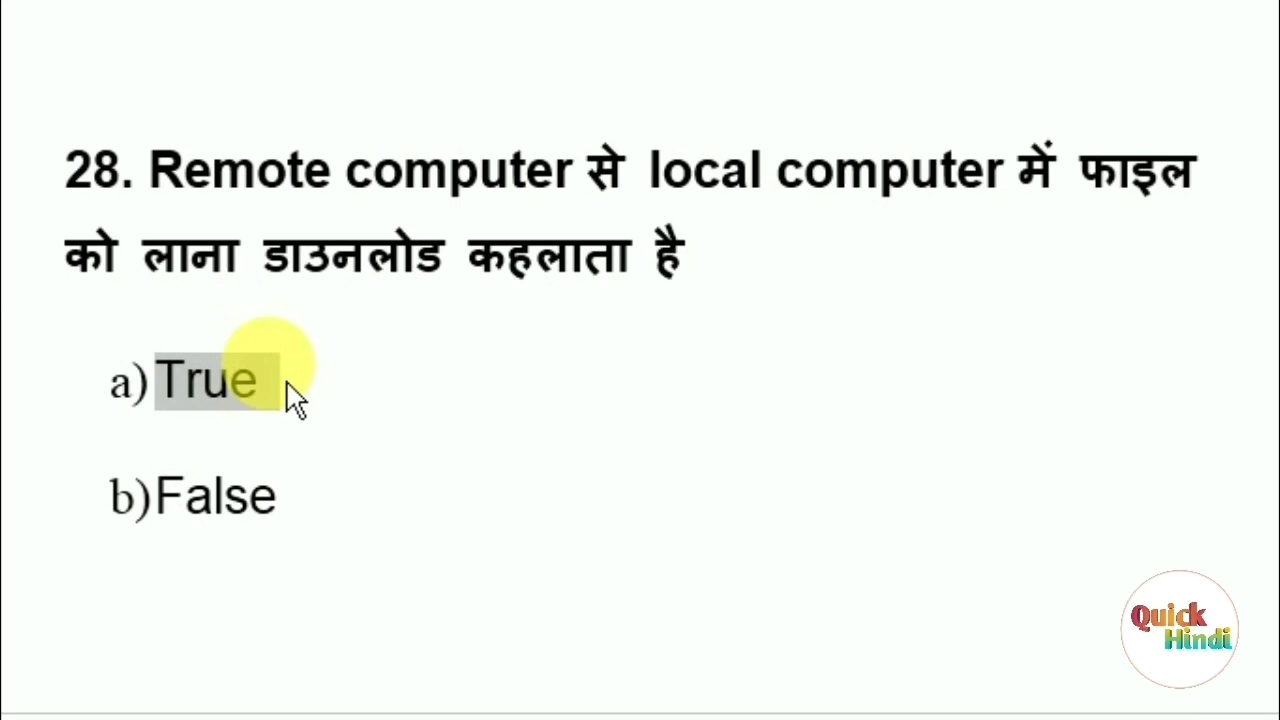 28. Remote computer से local computer में फाइल
को लाना डाउनलोड कहलाता है
a) True
b) False
Quick
Hindi